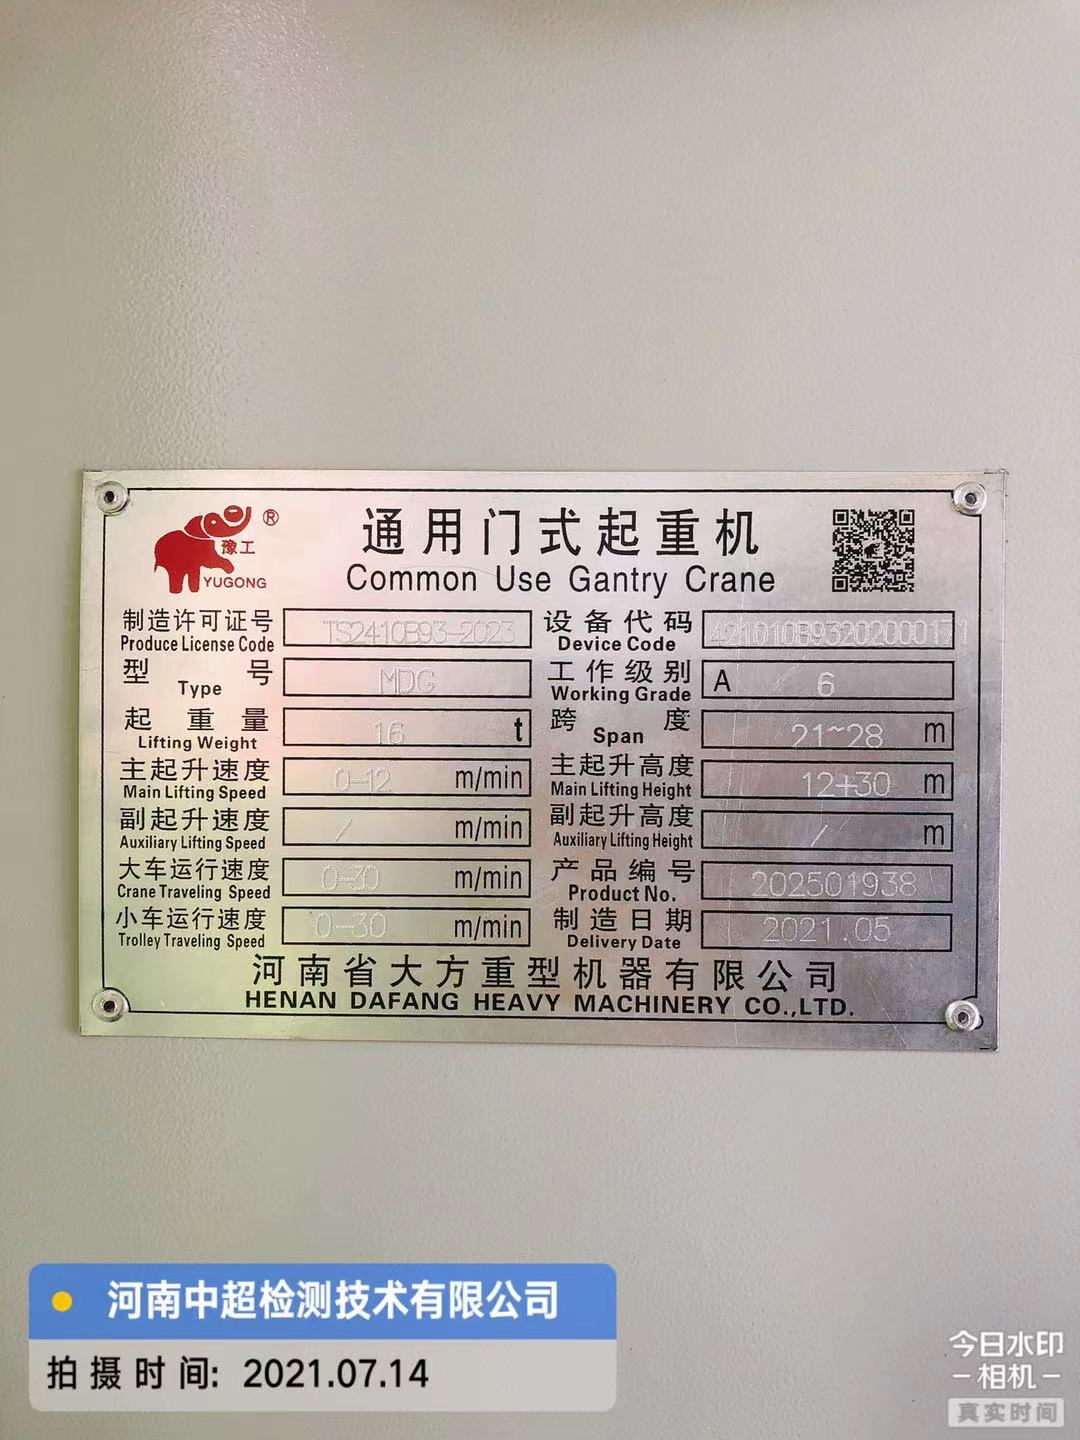 豫工
YUGONG
®
通用门式起重机
Common Use Gantry Crane
制造许可证号 TS2410B93-2023 设备代码 421010B93202000171
Produce License Code Device Code
型 号 MDG 工作级别 A 6
Type Working Grade
起重量 16 t 跨度 21~28 m
Lifting Weight Span
主起升速度 0-12 m/min 主起升高度 12+30 m
Main Lifting Speed Main Lifting Height
副起升速度 / m/min 副起升高度 / m
Auxiliary Lifting Speed Auxiliary Lifting Height
大车运行速度 0-30 m/min 产品编号 202501938
Crane Traveling Speed Product No.
小车运行速度 0-30 m/min 制造日期 2021.05
Trolley Traveling Speed Delivery Date
河南省大方重型机器有限公司
HENAN DAFANG HEAVY MACHINERY CO.,LTD.
河南中超检测技术有限公司
拍摄时间: 2021.07.14
今日水印
-相机-
真实时间